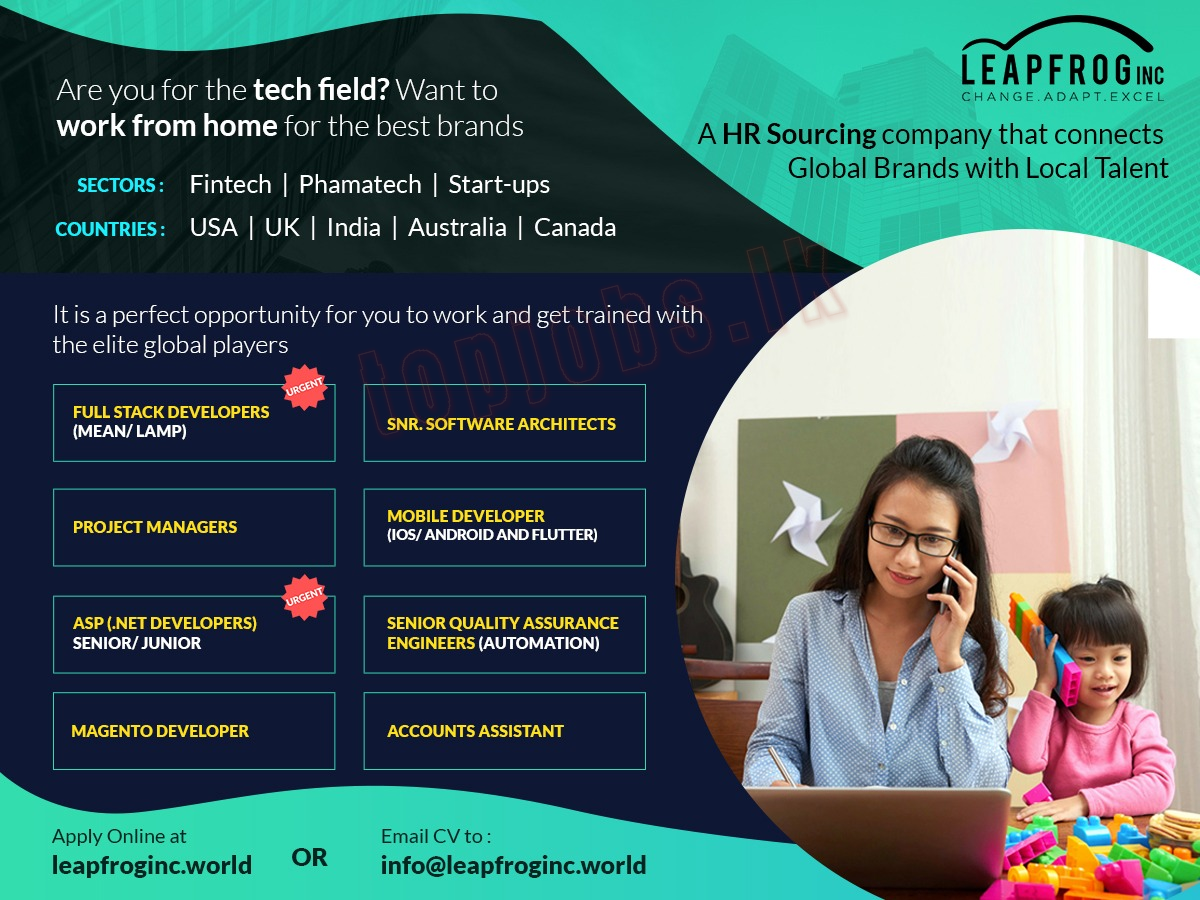 LEAPFROG INC
CHANGE.ADAPT.EXCEL
A HR Sourcing company that connects
Global Brands with Local Talent
Are you for the tech field? Want to
work from home for the best brands
SECTORS : Fintech | Phamatech | Start-ups
COUNTRIES : USA | UK | India | Australia | Canada
It is a perfect opportunity for you to work and get trained with
the elite global players
topjobs.lk
URGENT
FULL STACK DEVELOPERS
(MEAN/ LAMP)
SNR. SOFTWARE ARCHITECTS
PROJECT MANAGERS
MOBILE DEVELOPER
(IOS/ ANDROID AND FLUTTER)
URGENT
ASP (.NET DEVELOPERS)
SENIOR/ JUNIOR
SENIOR QUALITY ASSURANCE
ENGINEERS (AUTOMATION)
MAGENTO DEVELOPER
ACCOUNTS ASSISTANT
Apply Online at
leapfroginc.world
OR
Email CV to :
info@leapfroginc.world